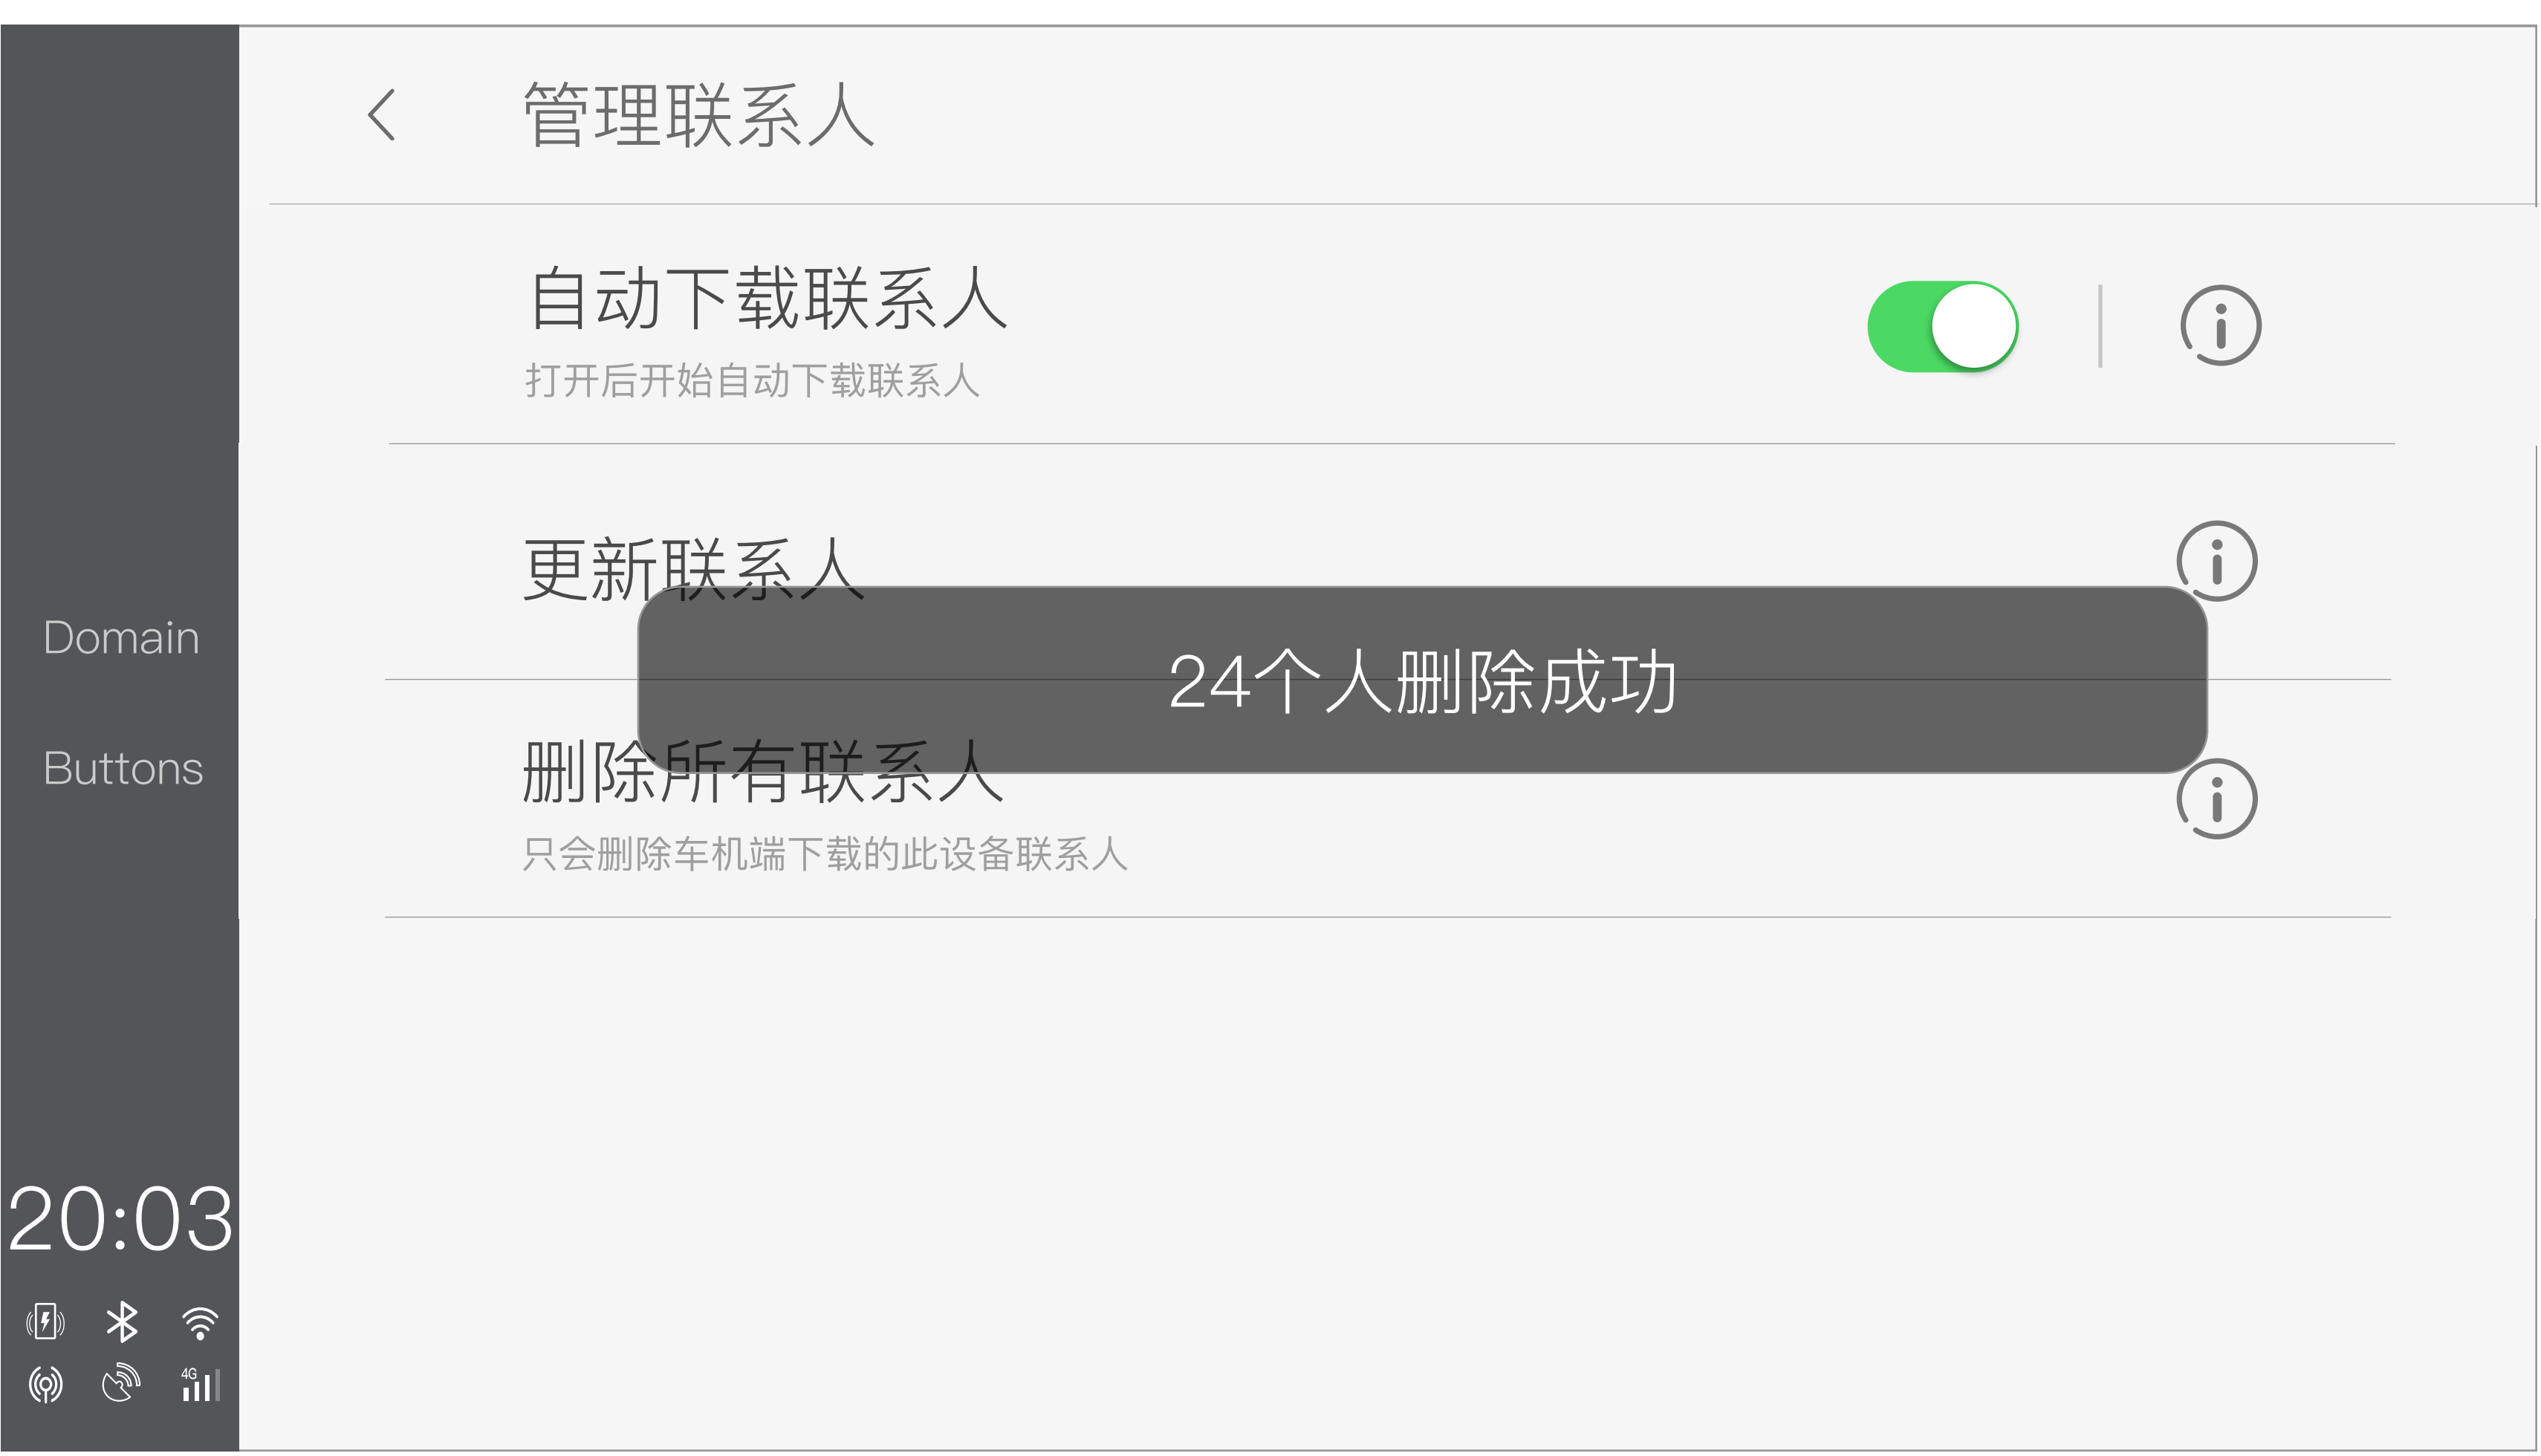 管理联系人
自动下载联系人
打开后开始自动下载联系人
更新联系人
24个人删除成功
删除所有联系人
只会删除车机端下载的此设备联系人
Domain
Buttons
20:03
4G